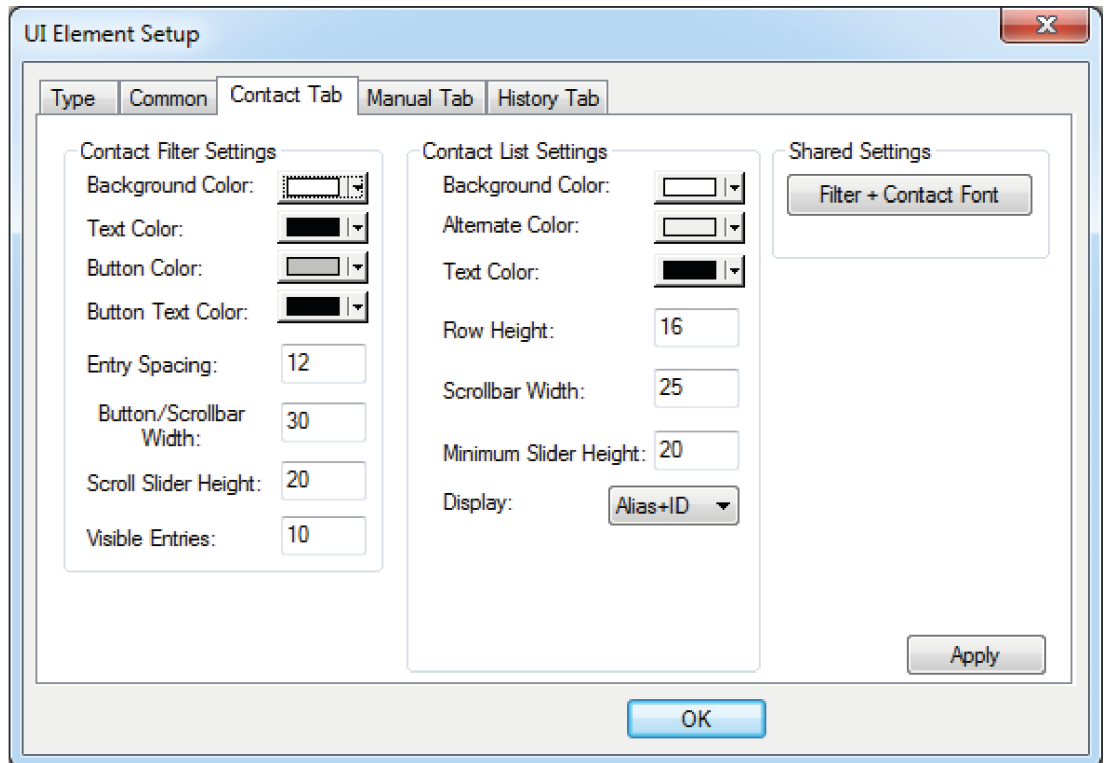 UI Element Setup
Type
Common
Contact Tab
Manual Tab
History Tab
Contact Filter Settings
Background Color:
Text Color:
Button Color:
Button Text Color:
Entry Spacing: 12
Button/Scrollbar
Width: 30
Scroll Slider Height: 20
Visible Entries: 10
Contact List Settings
Background Color:
Alternate Color:
Text Color:
Row Height: 16
Scrollbar Width: 25
Minimum Slider Height: 20
Display: Alias+ID
Shared Settings
Filter + Contact Font
Apply
OK